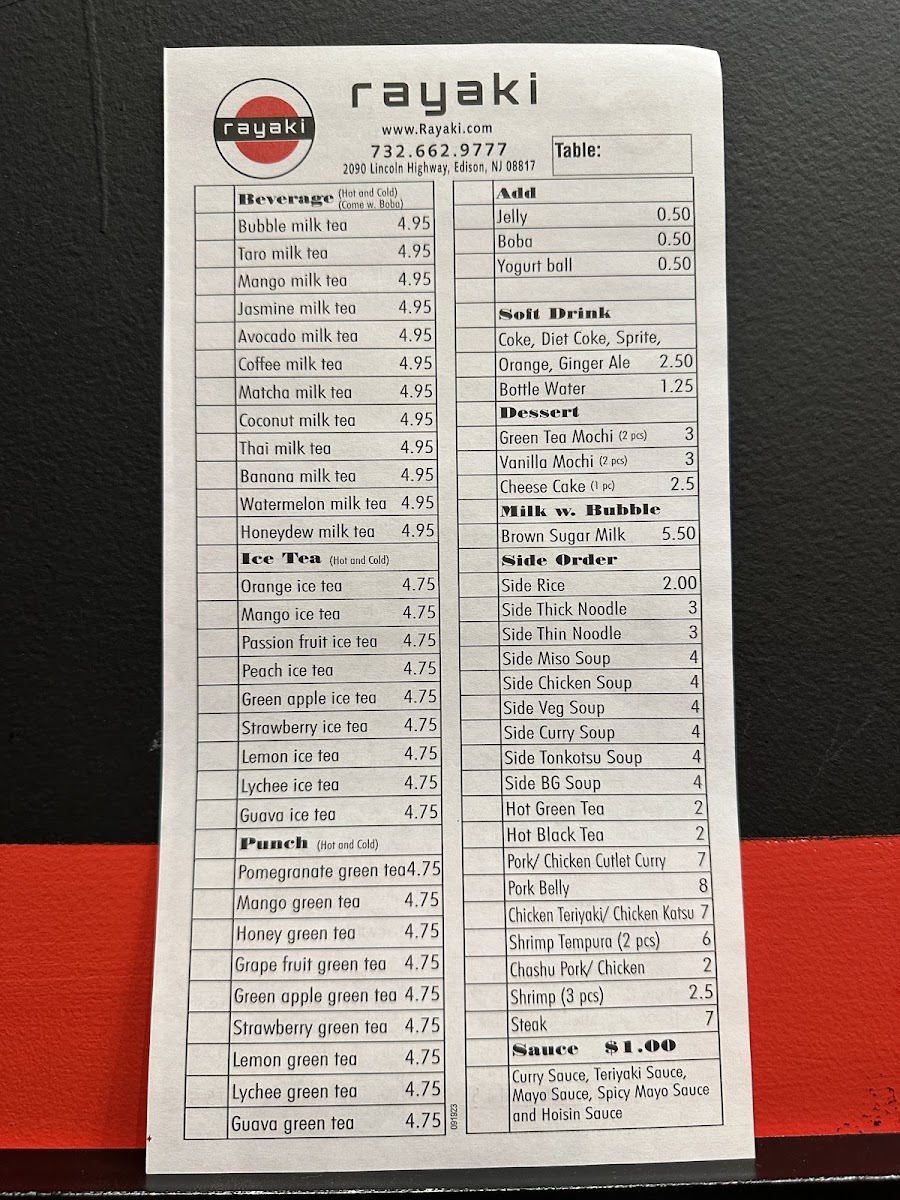 rayaki
rayaki
www.Rayaki.com
732.662.9777
2090 Lincoln Highway, Edison, NJ 08817
Table:
Beverage (Hot and Cold)
(Come w. Boba)
Bubble milk tea 4.95
Taro milk tea 4.95
Mango milk tea 4.95
Jasmine milk tea 4.95
Avocado milk tea 4.95
Coffee milk tea 4.95
Matcha milk tea 4.95
Coconut milk tea 4.95
Thai milk tea 4.95
Banana milk tea 4.95
Watermelon milk tea 4.95
Honeydew milk tea 4.95
Ice Tea (Hot and Cold)
Orange ice tea 4.75
Mango ice tea 4.75
Passion fruit ice tea 4.75
Peach ice tea 4.75
Green apple ice tea 4.75
Strawberry ice tea 4.75
Lemon ice tea 4.75
Lychee ice tea 4.75
Guava ice tea 4.75
Punch (Hot and Cold)
Pomegranate green tea 4.75
Mango green tea 4.75
Honey green tea 4.75
Grape fruit green tea 4.75
Green apple green tea 4.75
Strawberry green tea 4.75
Lemon green tea 4.75
Lychee green tea 4.75
Guava green tea 4.75
091923
Add
Jelly 0.50
Boba 0.50
Yogurt ball 0.50
Soft Drink
Coke, Diet Coke, Sprite,
Orange, Ginger Ale 2.50
Bottle Water 1.25
Dessert
Green Tea Mochi (2 pcs) 3
Vanilla Mochi (2 pcs) 3
Cheese Cake (1 pc) 2.5
Milk w. Bubble
Brown Sugar Milk 5.50
Side Order
Side Rice 2.00
Side Thick Noodle 3
Side Thin Noodle 3
Side Miso Soup 4
Side Chicken Soup 4
Side Veg Soup 4
Side Curry Soup 4
Side Tonkotsu Soup 4
Side BG Soup 4
Hot Green Tea 2
Hot Black Tea 2
Pork/ Chicken Cutlet Curry 7
Pork Belly 8
Chicken Teriyaki/ Chicken Katsu 7
Shrimp Tempura (2 pcs) 6
Chashu Pork/ Chicken 2
Shrimp (3 pcs) 2.5
Steak 7
Sauce $1.00
Curry Sauce, Teriyaki Sauce,
Mayo Sauce, Spicy Mayo Sauce
and Hoisin Sauce